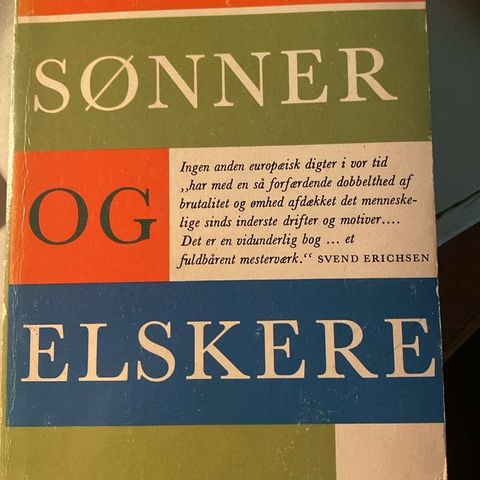 SØNNER
OG
Ingen anden europæisk digter i vor tid
„har med en så forfærdende dobbelthed af
brutalitet og ømhed afdækket det menneske-
lige sinds inderste drifter og motiver....
Det er en vidunderlig bog ... et
fuldbårent mesterværk.“ SVEND ERICHSEN
ELSKERE